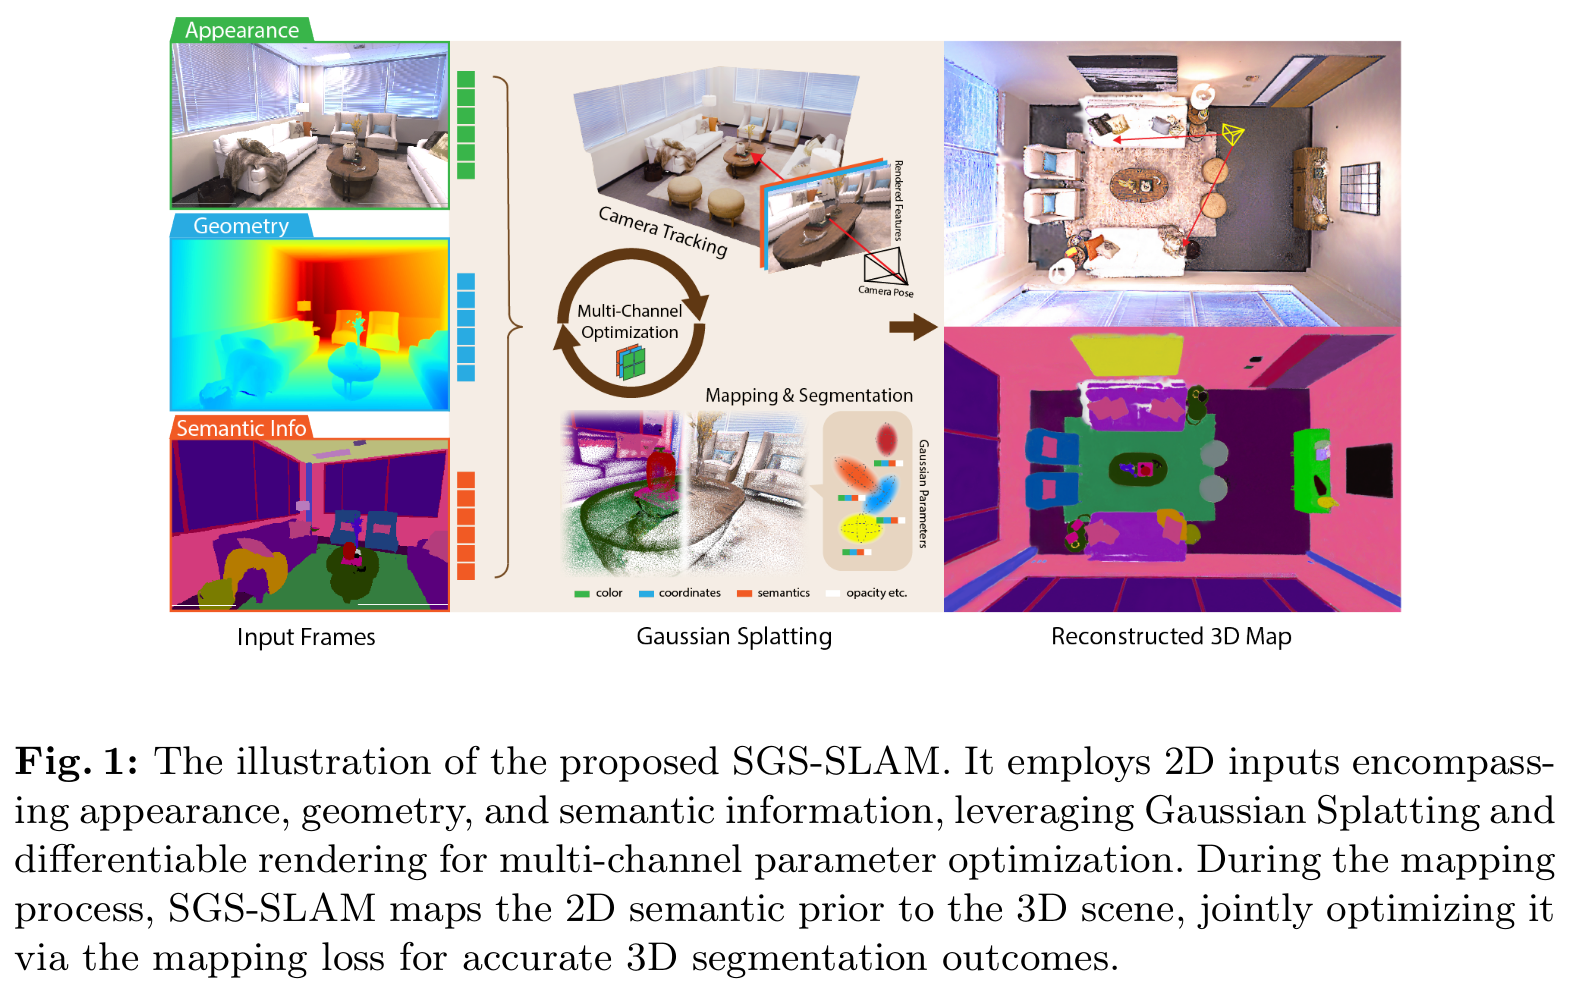 Appearance
Geometry
Semantic Info
Input Frames
Camera Tracking
Rendered Features
Camera Pose
Multi-Channel
Optimization
Mapping & Segmentation
Gaussian Parameters
color
coordinates
semantics
opacity etc.
Gaussian Splatting
Reconstructed 3D Map
Fig. 1: The illustration of the proposed SGS-SLAM. It employs 2D inputs encompass-
ing appearance, geometry, and semantic information, leveraging Gaussian Splatting and
differentiable rendering for multi-channel parameter optimization. During the mapping
process, SGS-SLAM maps the 2D semantic prior to the 3D scene, jointly optimizing it
via the mapping loss for accurate 3D segmentation outcomes.